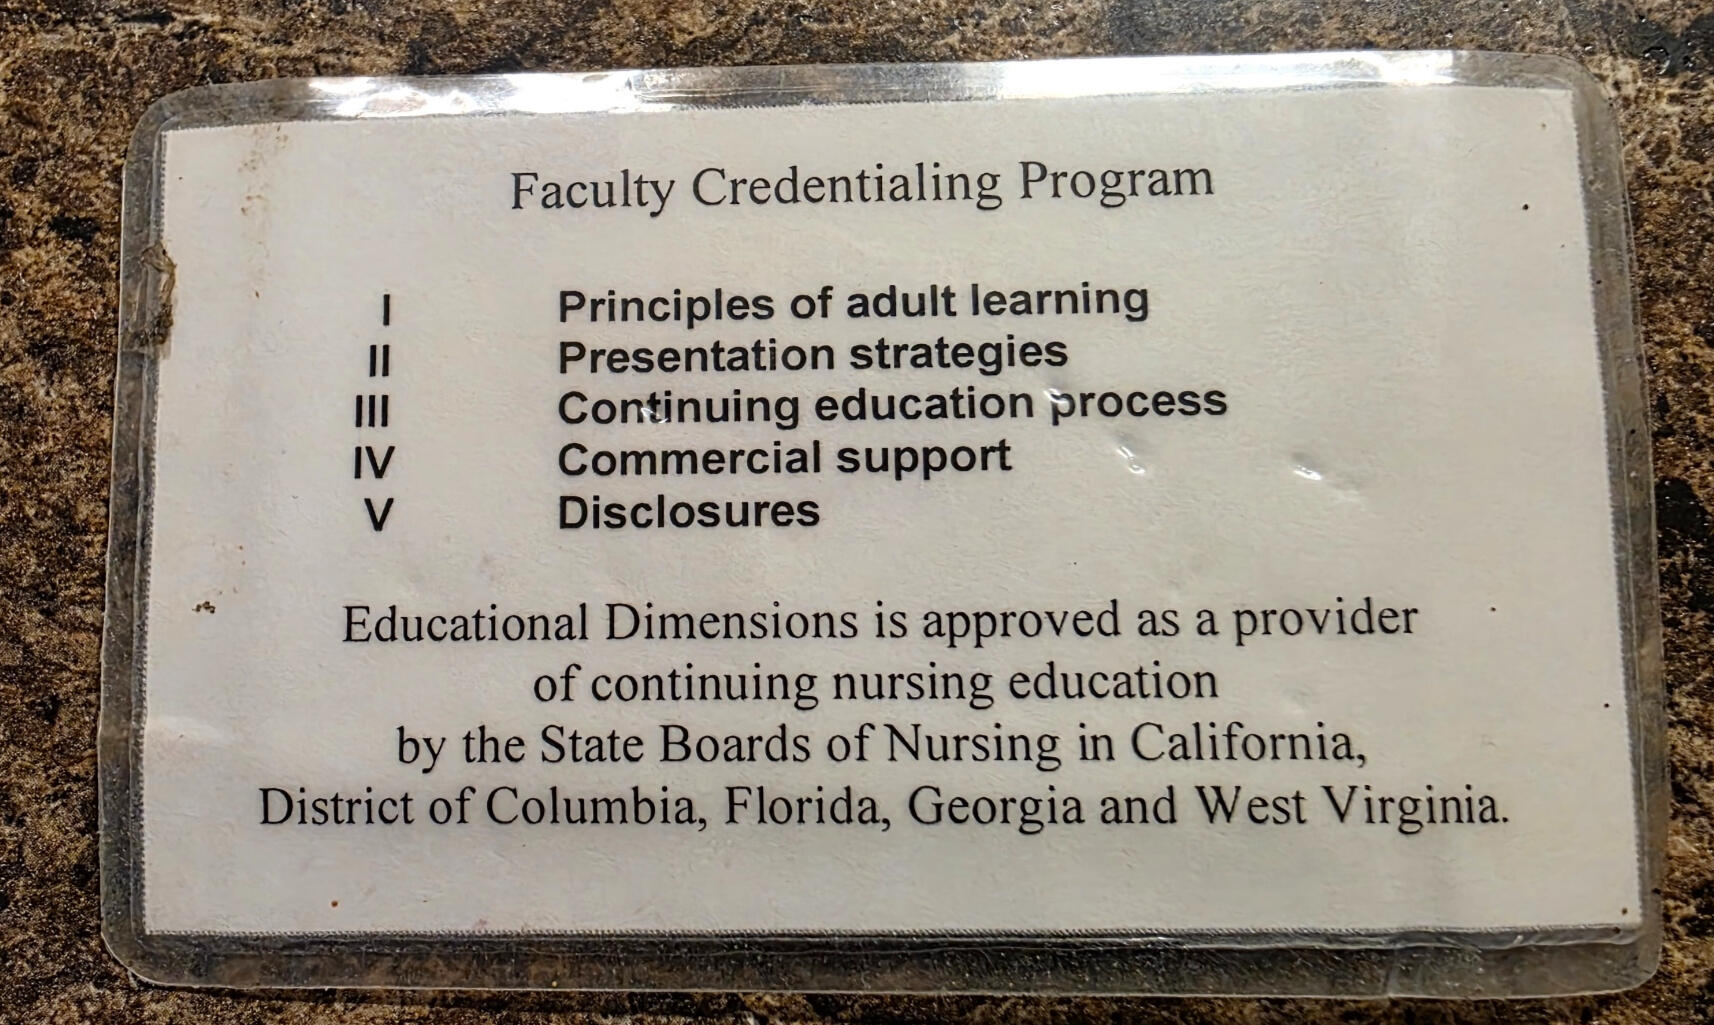 Faculty Credentialing Program
I Principles of adult learning
II Presentation strategies
III Continuing education process
IV Commercial support
V Disclosures
Educational Dimensions is approved as a provider
of continuing nursing education
by the State Boards of Nursing in California,
District of Columbia, Florida, Georgia and West Virginia.